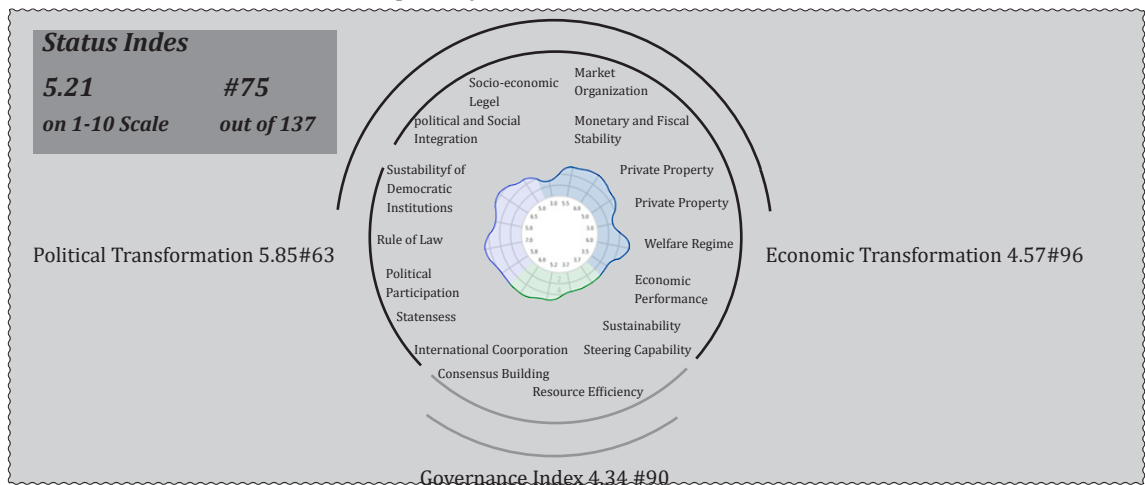 Status Indes
5.21 #75
on 1-10 Scale out of 137
Socio-economic
Legel
Market
Organization
political and Social
Integration
Monetary and Fiscal
Stability
Sustabilityf of
Democratic
Institutions
Private Property
Private Property
Rule of Law
Welfare Regime
Political Transformation 5.85#63
Economic Transformation 4.57#96
Political
Participation
Economic
Performance
Statensess
Sustainability
International Coorporation
Steering Capability
Consensus Building
Resource Efficiency
Governance Index 4.34 #90